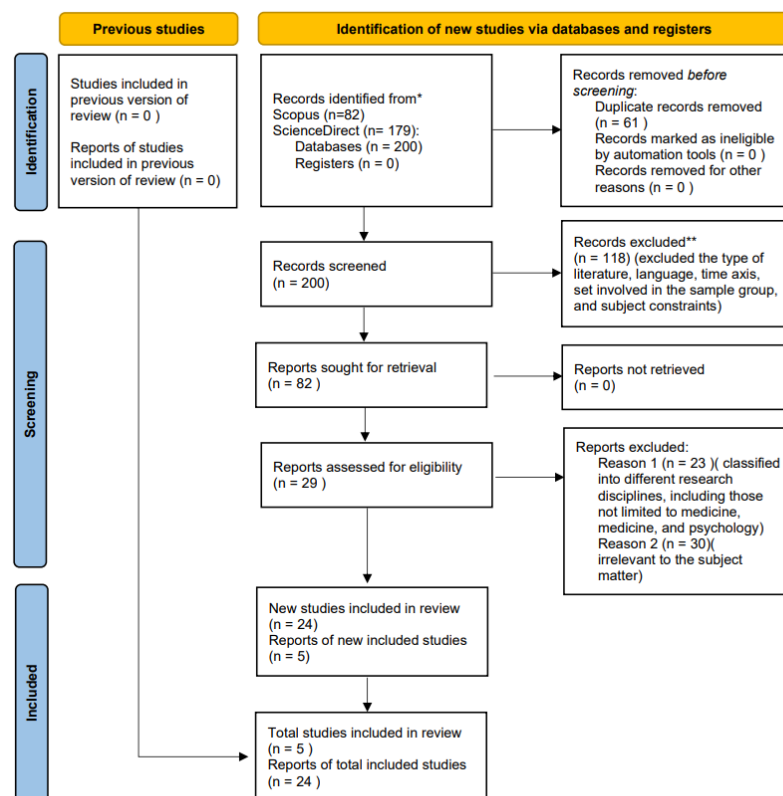 Previous studies
Identification of new studies via databases and registers
Identification
Studies included in
previous version of
review (n = 0 )
Reports of studies
included in previous
version of review (n = 0)
Records identified from*
Scopus (n=82)
ScienceDirect (n= 179):
Databases (n = 200)
Registers (n = 0)
Records removed before
screening:
Duplicate records removed
(n = 61 )
Records marked as ineligible
by automation tools (n = 0 )
Records removed for other
reasons (n = 0 )
Screening
Records screened
(n = 200)
Records excluded**
(n = 118) (excluded the type of
literature, language, time axis,
set involved in the sample group,
and subject constraints)
Reports sought for retrieval
(n = 82 )
Reports not retrieved
(n = 0)
Reports assessed for eligibility
(n = 29 )
Reports excluded:
Reason 1 (n = 23 )( classified
into different research
disciplines, including those
not limited to medicine,
medicine, and psychology)
Reason 2 (n = 30)(
irrelevant to the subject
matter)
Included
New studies included in review
(n = 24)
Reports of new included studies
(n = 5)
Total studies included in review
(n = 5 )
Reports of total included studies
(n = 24 )